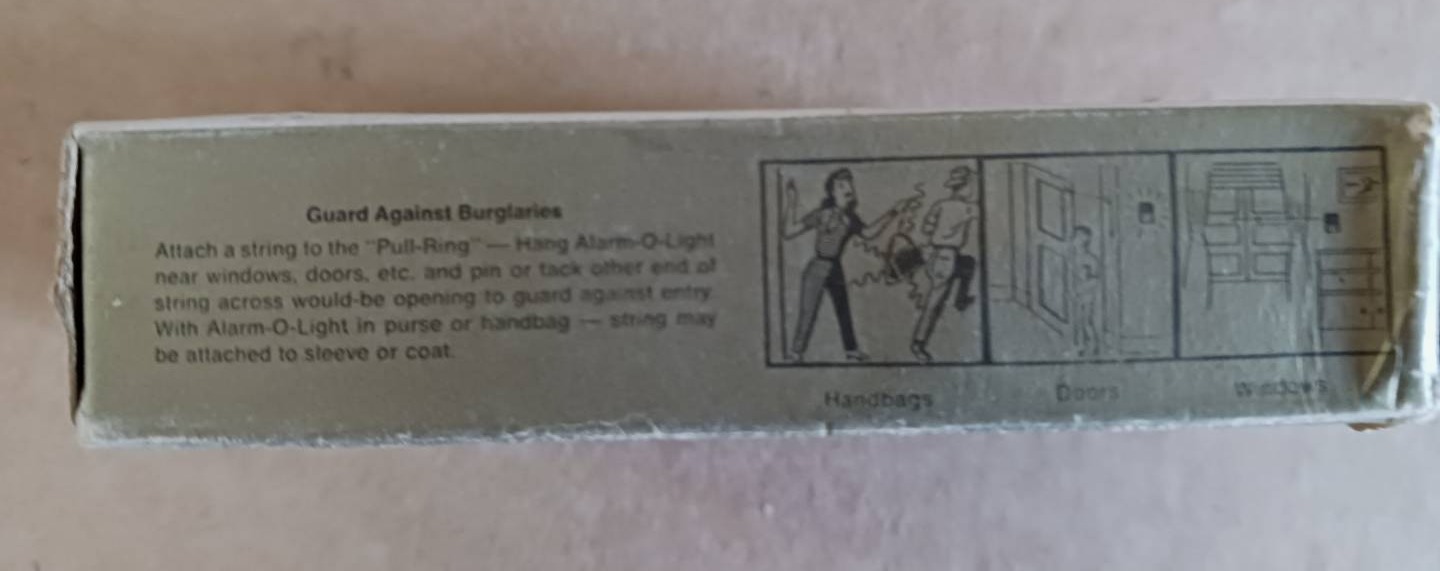 Guard Against Burglaries
Attach a string to the "Pull-Ring" — Hang Alarm-O-Light
near windows, doors, etc. and pin or tack other end of
string across would-be opening to guard against entry.
With Alarm-O-Light in purse or handbag — string may
be attached to sleeve or coat.
Handbags
Doors
Windows